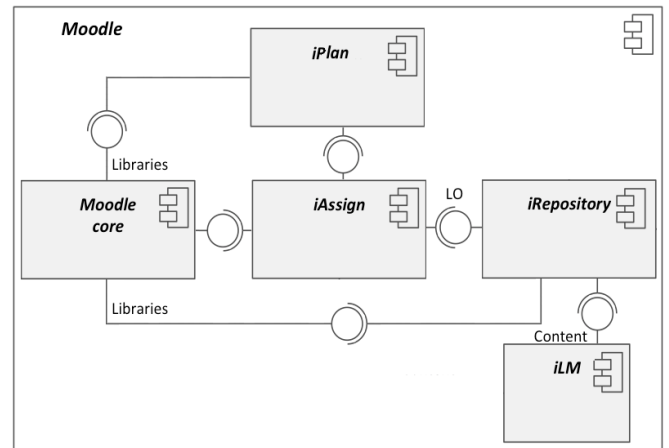 Moodle
iPlan
Libraries
Moodle
core
iAssign
LO
iRepository
Libraries
Content
iLM